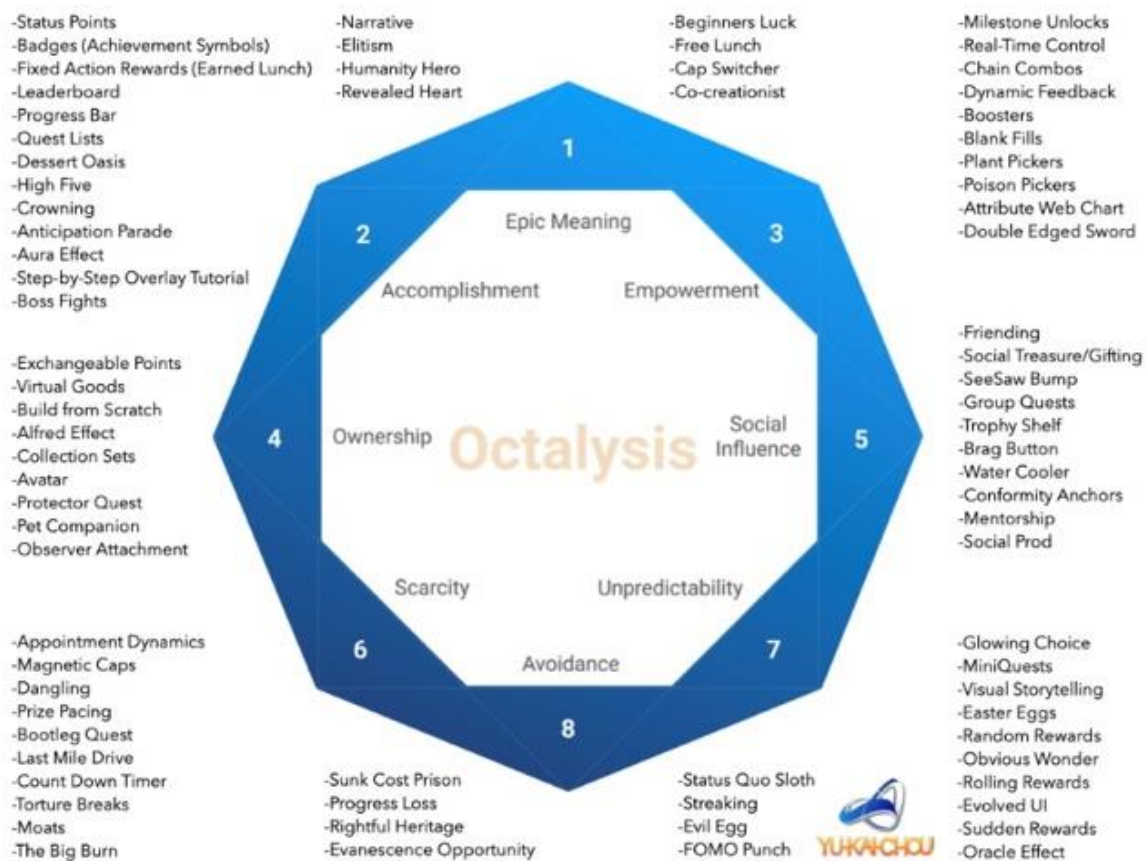 -Status Points
-Badges (Achievement Symbols)
-Fixed Action Rewards (Earned Lunch)
-Leaderboard
-Progress Bar
-Quest Lists
-Dessert Oasis
-High Five
-Crowning
-Anticipation Parade
-Aura Effect
-Step-by-Step Overlay Tutorial
-Boss Fights
-Narrative
-Elitism
-Humanity Hero
-Revealed Heart
-Beginners Luck
-Free Lunch
-Cap Switcher
-Co-creationist
-Milestone Unlocks
-Real-Time Control
-Chain Combos
-Dynamic Feedback
-Boosters
-Blank Fills
-Plant Pickers
-Poison Pickers
-Attribute Web Chart
-Double Edged Sword
1
2
3
Epic Meaning
Accomplishment
Empowerment
-Exchangeable Points
-Virtual Goods
-Build from Scratch
-Alfred Effect
-Collection Sets
-Avatar
-Protector Quest
-Pet Companion
-Observer Attachment
4
Ownership
Octalysis
Social
Influence
5
-Friending
-Social Treasure/Gifting
-SeeSaw Bump
-Group Quests
-Trophy Shelf
-Brag Button
-Water Cooler
-Conformity Anchors
-Mentorship
-Social Prod
Scarcity
Unpredictability
6
Avoidance
7
8
-Appointment Dynamics
-Magnetic Caps
-Dangling
-Prize Pacing
-Bootleg Quest
-Last Mile Drive
-Count Down Timer
-Torture Breaks
-Moats
-The Big Burn
-Sunk Cost Prison
-Progress Loss
-Rightful Heritage
-Evanescence Opportunity
-Status Quo Sloth
-Streaking
-Evil Egg
-FOMO Punch
YU-KAI-CHOU
-Glowing Choice
-MiniQuests
-Visual Storytelling
-Easter Eggs
-Random Rewards
-Obvious Wonder
-Rolling Rewards
-Evolved UI
-Sudden Rewards
-Oracle Effect